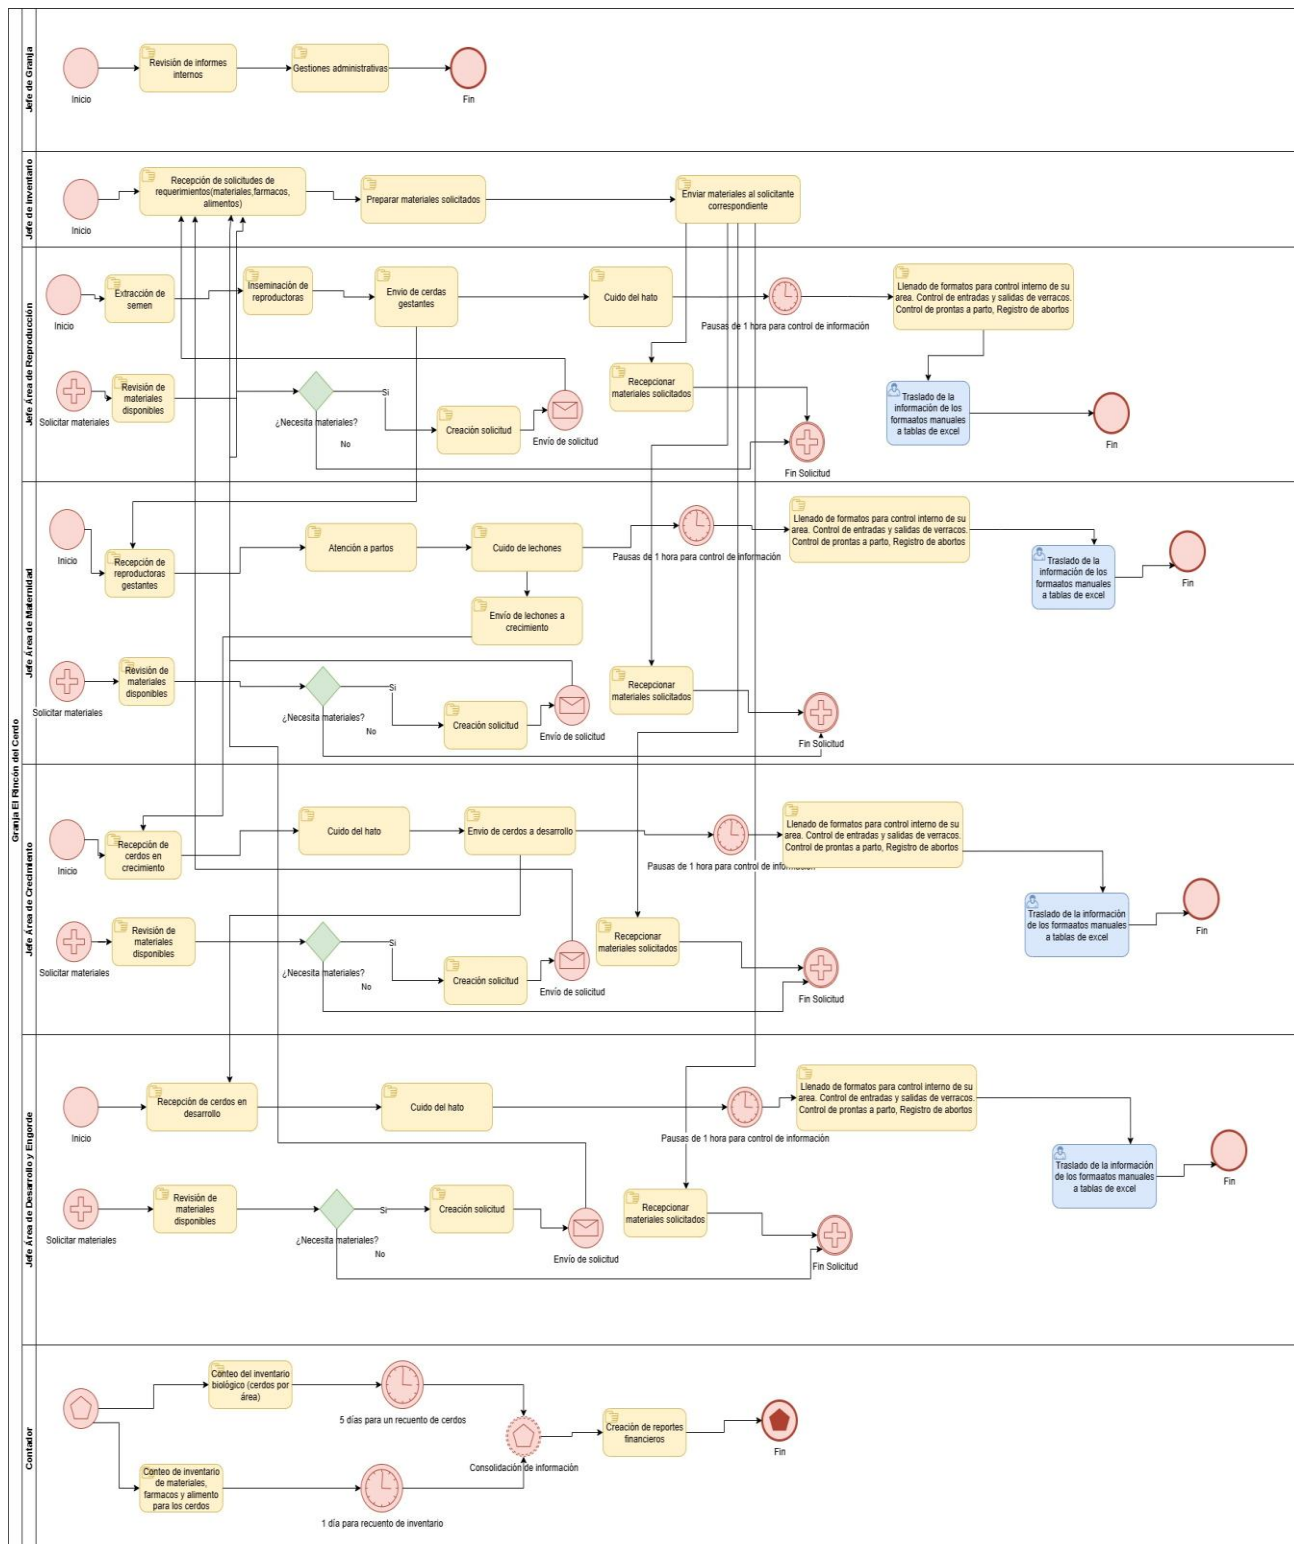 Granja El Rincón del Cerdo
Jefe de Granja
Inicio
Revisión de informes
internos
Gestiones administrativas
Fin
Jefe de Inventario
Inicio
Recepción de solicitudes de
requerimientos(materiales,farmacos,
alimentos)
Preparar materiales solicitados
Enviar materiales al solicitante
correspondiente
Jefe Área de Reproducción
Inicio
Extracción de
semen
Inseminación de
reproductoras
Envio de cerdas
gestantes
Cuido del hato
Pausas de 1 hora para control de información
Llenado de formatos para control interno de su
area. Control de entradas y salidas de verracos.
Control de prontas a parto, Registro de abortos
Traslado de la
información de los
formaatos manuales
a tablas de excel
Fin
Solicitar materiales
Revisión de
materiales
disponibles
¿Necesita materiales?
Si
No
Creación solicitud
Envío de solicitud
Recepcionar
materiales solicitados
Fin Solicitud
Jefe Área de Maternidad
Inicio
Recepción de
reproductoras
gestantes
Atención a partos
Cuido de lechones
Envío de lechones a
crecimiento
Pausas de 1 hora para control de información
Llenado de formatos para control interno de su
area. Control de entradas y salidas de verracos.
Control de prontas a parto, Registro de abortos
Traslado de la
información de los
formaatos manuales
a tablas de excel
Fin
Solicitar materiales
Revisión de
materiales
disponibles
¿Necesita materiales?
Si
No
Creación solicitud
Envío de solicitud
Recepcionar
materiales solicitados
Fin Solicitud
Jefe Área de Crecimiento
Inicio
Recepción de
cerdos en
crecimiento
Cuido del hato
Envio de cerdos a desarrollo
Pausas de 1 hora para control de información
Llenado de formatos para control interno de su
area. Control de entradas y salidas de verracos.
Control de prontas a parto, Registro de abortos
Traslado de la información
de los formaatos manuales
a tablas de excel
Fin
Solicitar materiales
Revisión de
materiales
disponibles
¿Necesita materiales?
Si
No
Creación solicitud
Envío de solicitud
Recepcionar
materiales solicitados
Fin Solicitud
Jefe Área de Desarrollo y Engorde
Inicio
Recepción de cerdos en
desarrollo
Cuido del hato
Pausas de 1 hora para control de información
Llenado de formatos para control interno de su
area. Control de entradas y salidas de verracos.
Control de prontas a parto, Registro de abortos
Traslado de la información
de los formaatos manuales
a tablas de excel
Fin
Solicitar materiales
Revisión de
materiales
disponibles
¿Necesita materiales?
Si
No
Creación solicitud
Envío de solicitud
Recepcionar
materiales solicitados
Fin Solicitud
Contador
Conteo del inventario
biológico (cerdos por
área)
5 días para un recuento de cerdos
Conteo de inventario
de materiales,
farmacos y alimento
para los cerdos
1 día para recuento de inventario
Consolidación de información
Creación de reportes
financieros
Fin